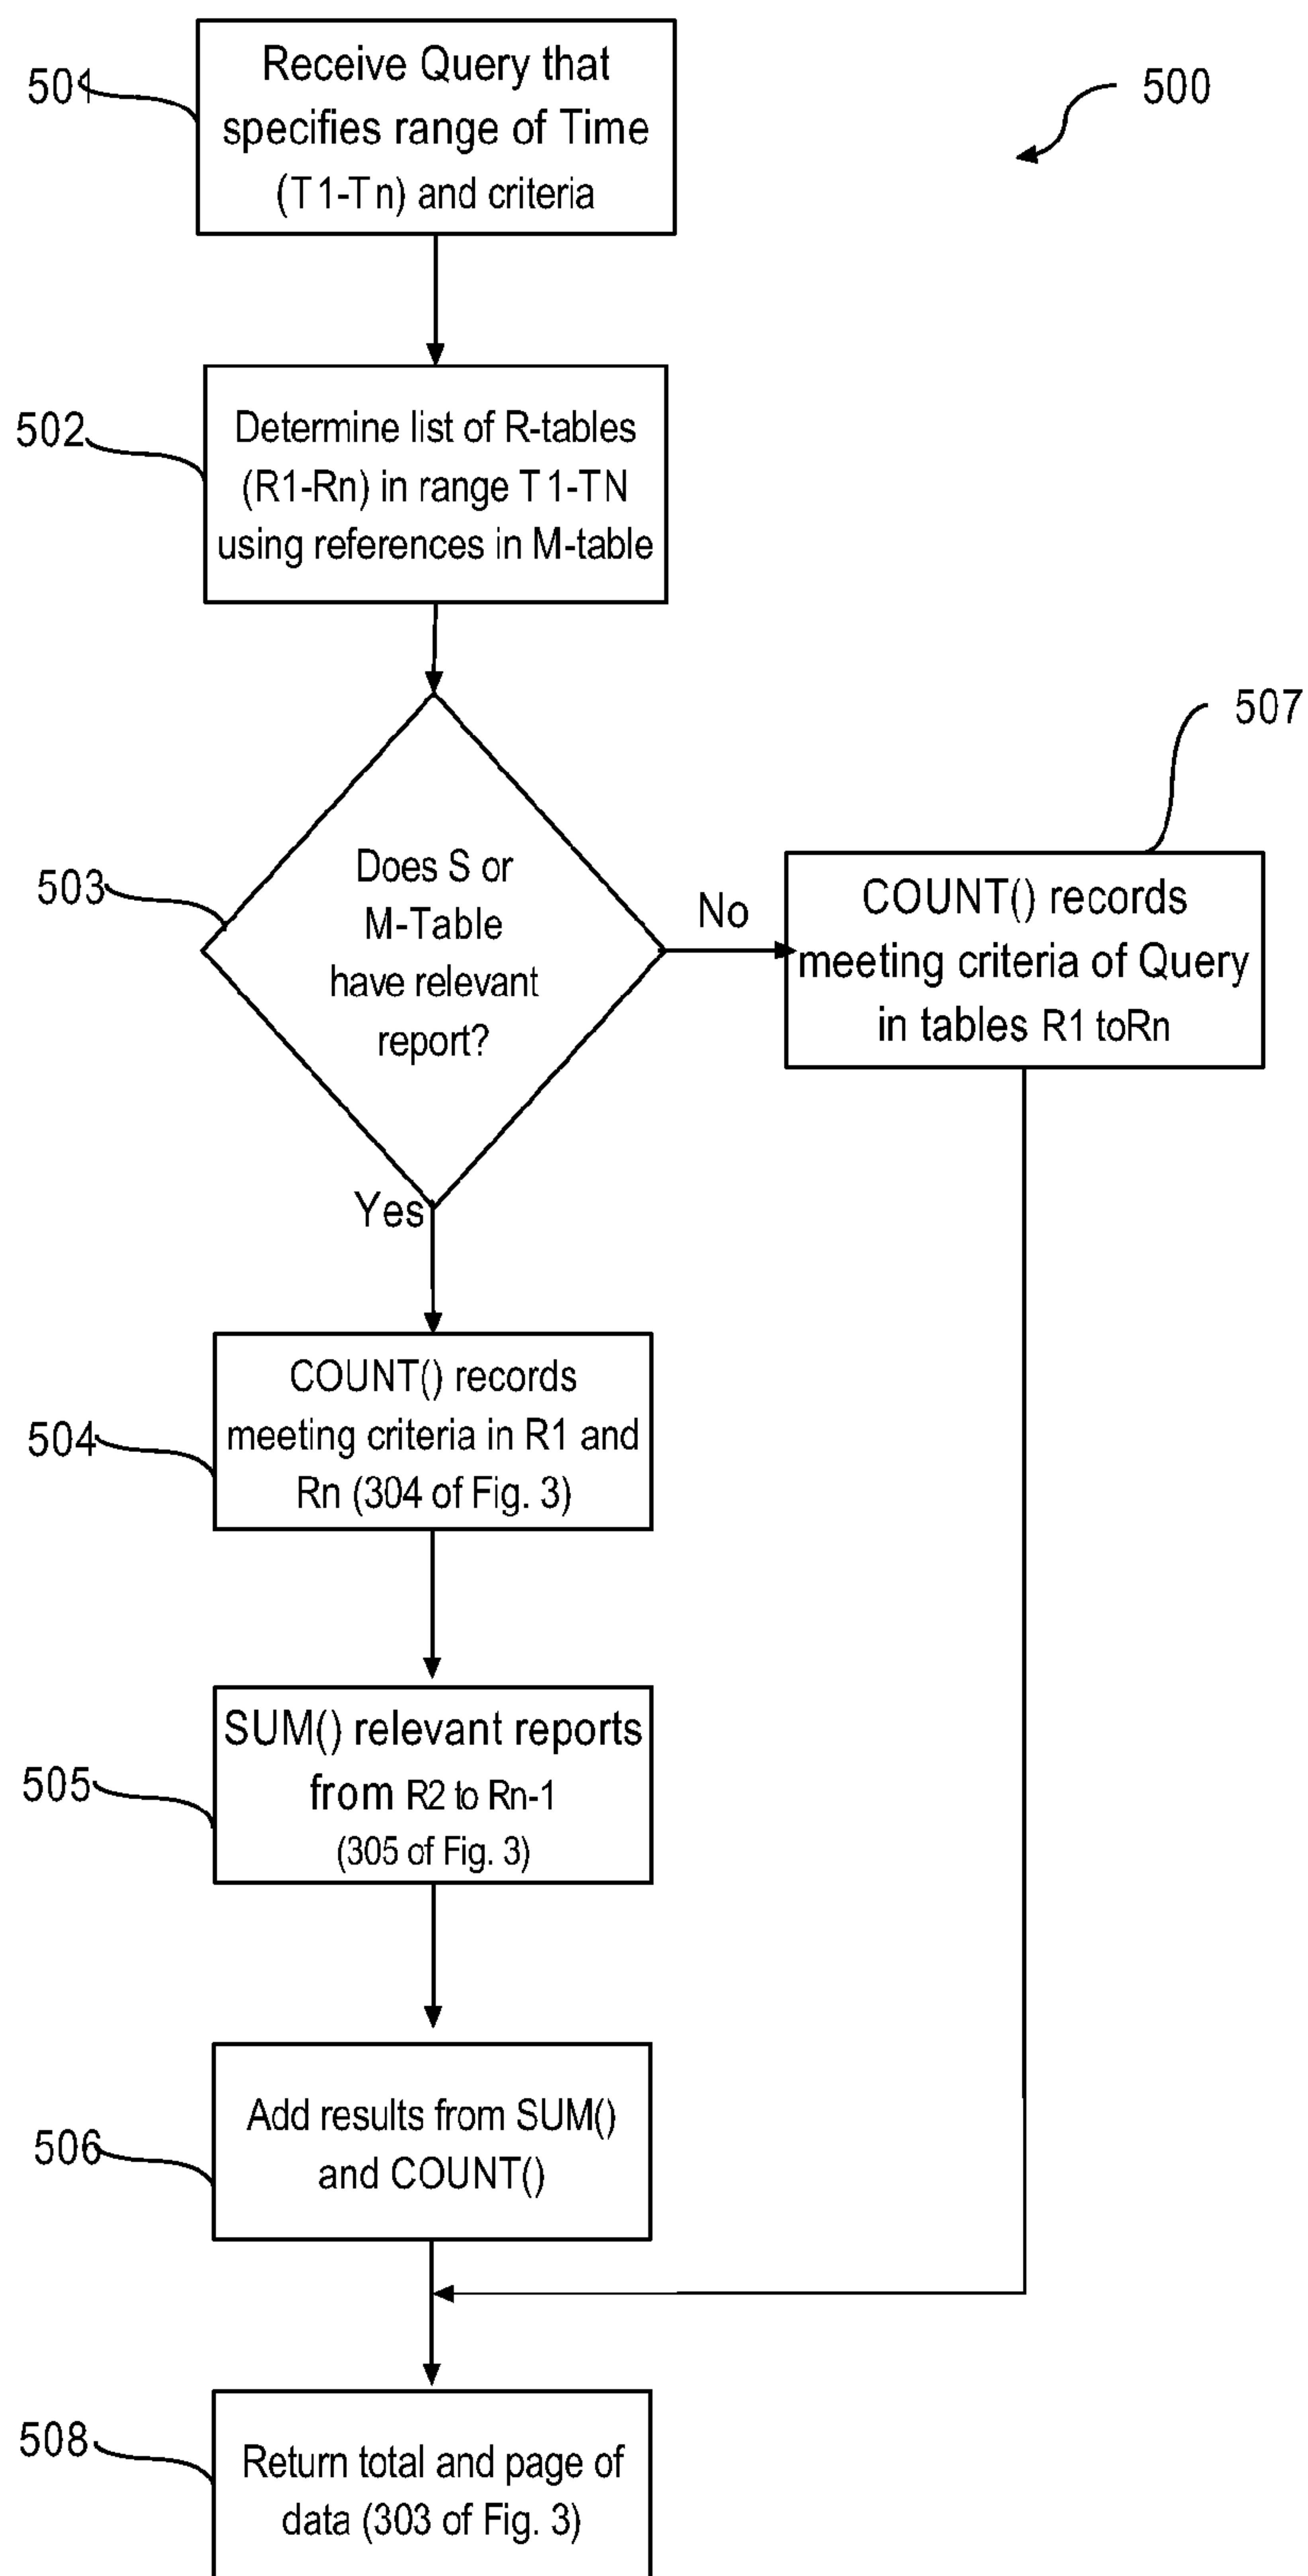 501
Receive Query that
specifies range of Time
(T1-Tn) and criteria
500
502
Determine list of R-tables
(R1-Rn) in range T1-TN
using references in M-table
503
Does S or
M-Table
have relevant
report?
No
507
COUNT() records
meeting criteria of Query
in tables R1 toRn
Yes
504
COUNT() records
meeting criteria in R1 and
Rn (304 of Fig. 3)
505
SUM() relevant reports
from R2 to Rn-1
(305 of Fig. 3)
506
Add results from SUM()
and COUNT()
508
Return total and page of
data (303 of Fig. 3)